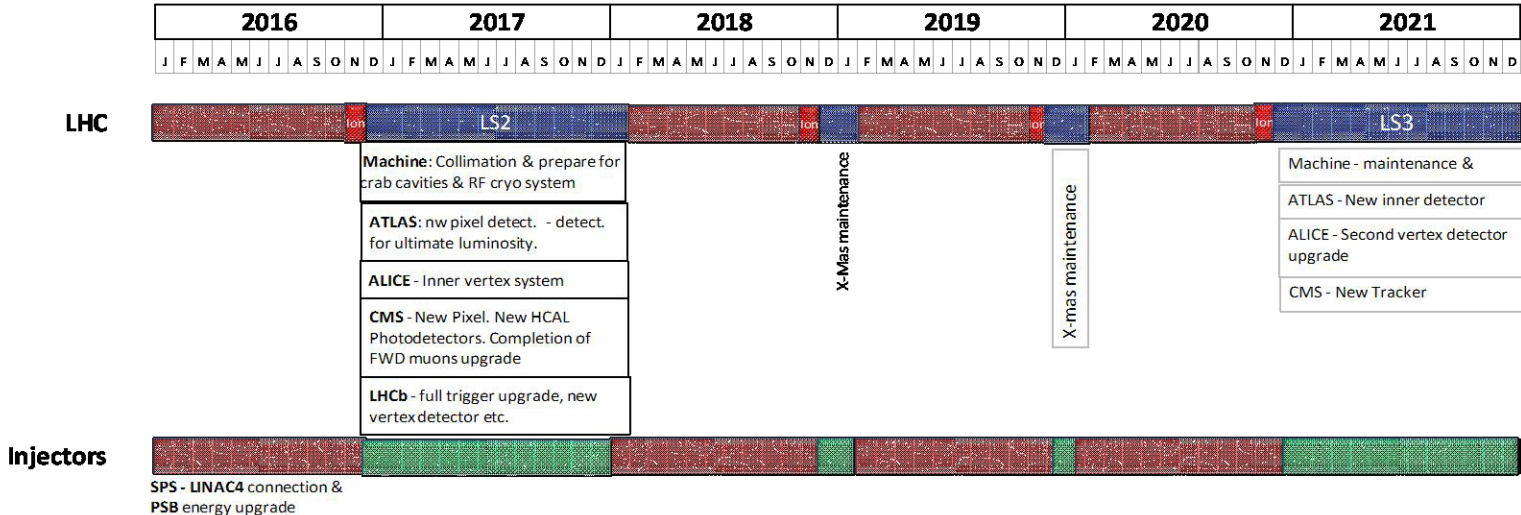 2016 2017 2018 2019 2020 2021
J F M A M J J A S O N D J F M A M J J A S O N D J F M A M J J A S O N D J F M A M J J A S O N D J F M A M J J A S O N D J F M A M J J A S O N D
LHC Ion LS2 Ion Ion Ion LS3
Machine: Collimation & prepare for
crab cavities & RF cryo system
ATLAS: nw pixel detect. - detect.
for ultimate luminosity.
ALICE - Inner vertex system
CMS - New Pixel. New HCAL
Photodetectors. Completion of
FWD muons upgrade
LHCb - full trigger upgrade, new
vertex detector etc.
X-Mas maintenance
X-mas maintenance
Machine - maintenance &
ATLAS - New inner detector
ALICE - Second vertex detector
upgrade
CMS - New Tracker
Injectors
SPS - LINAC4 connection &
PSB energy upgrade